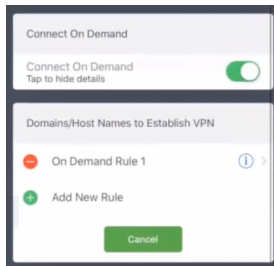 Connect On Demand
Connect On Demand
Tap to hide details
Domains/Host Names to Establish VPN
On Demand Rule 1
Add New Rule
Cancel